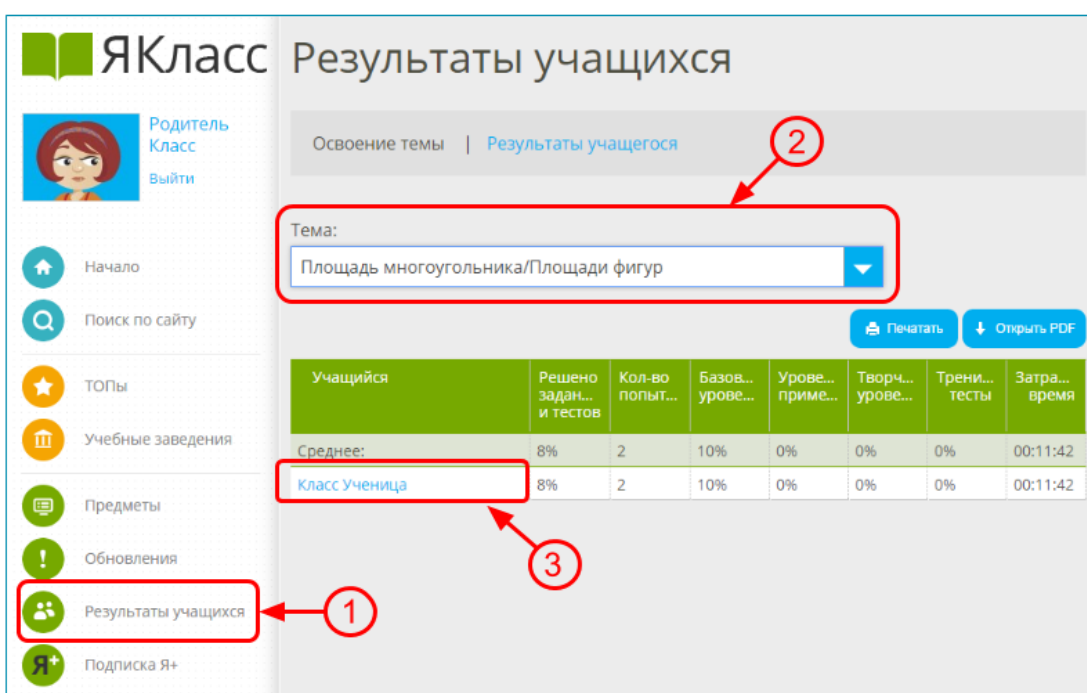 ЯКласс
Родитель
Класс
Выйти
Начало
Поиск по сайту
ТОПы
Учебные заведения
Предметы
Обновления
Результаты учащихся
1
Я+
Подписка Я+
Результаты учащихся
Освоение темы | Результаты учащегося
2
Тема:
Площадь многоугольника/Площади фигур
Печатать
Открыть PDF
Учащийся
Решено
задан...
и тестов
Кол-во
попыт...
Базов...
урове...
Урове...
приме...
Творч...
урове...
Трени...
тесты
Затра...
время
Среднее: 8% 2 10% 0% 0% 0% 00:11:42
Класс Ученица 8% 2 10% 0% 0% 0% 00:11:42
3